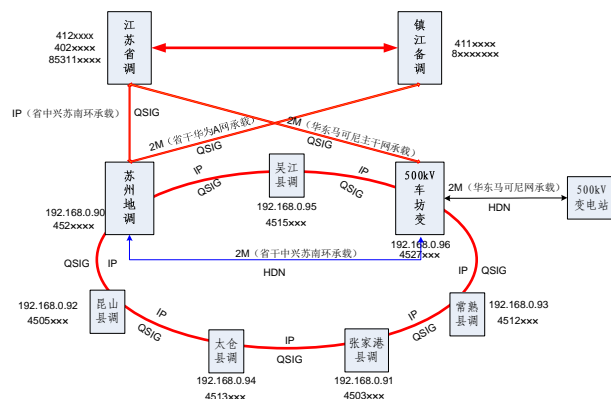 412xxxx
402xxxx
85311xxxx
江苏省调
镇江备调
411xxxx
8xxxxxxx
IP（省中兴苏南环承载）
QSIG
2M（省干华为A网承载）
QSIG
2M（华东马可尼主干网承载）
QSIG
苏州地调
192.168.0.90
452xxxx
IP
QSIG
吴江县调
192.168.0.95
4515xxx
IP
QSIG
500kV
车坊变
192.168.0.96
4527xxx
2M（华东马可尼网承载）
HDN
500kV
变电站
2M（省干中兴苏南环承载）
HDN
QSIG
IP
IP
QSIG
192.168.0.92
4505xxx
昆山县调
常熟县调
192.168.0.93
4512xxx
IP
QSIG
太仓县调
192.168.0.94
4513xxx
IP
QSIG
张家港县调
192.168.0.91
4503xxx
IP
QSIG